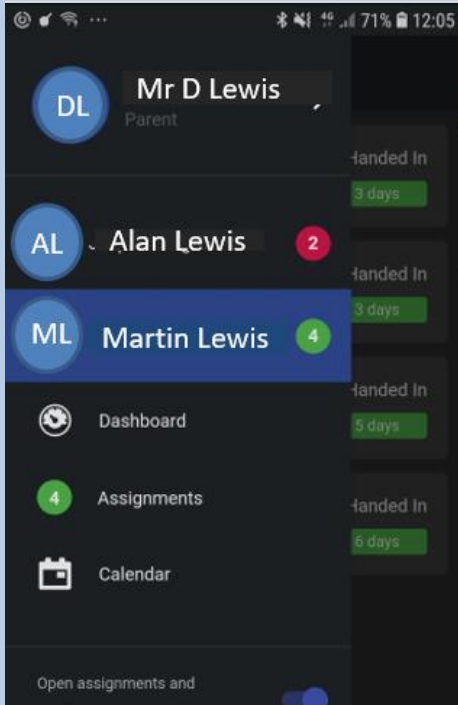 71% 12:05
DL Mr D Lewis
Parent
AL Alan Lewis 2
ML Martin Lewis 4
Dashboard
4 Assignments
Calendar
Open assignments and
Handed In
3 days
Handed In
3 days
Handed In
5 days
Handed In
6 days